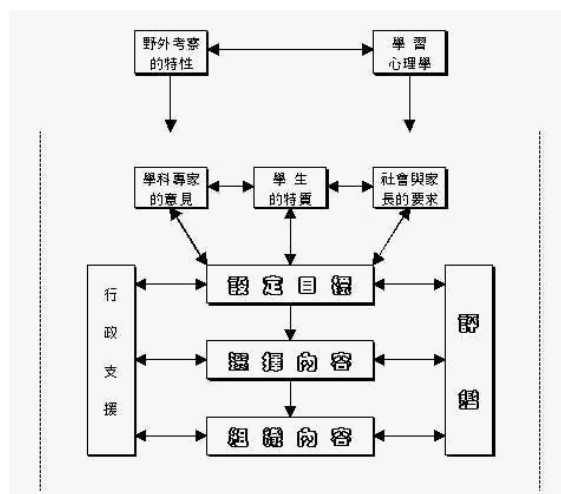 野外考察
的特性
學 習
心理學
學科專家
的意見
學 生
的特質
社會與家
長的要求
行
政
支
援
設 定 目 標
選 擇 內 容
組 織 內 容
評
鑑